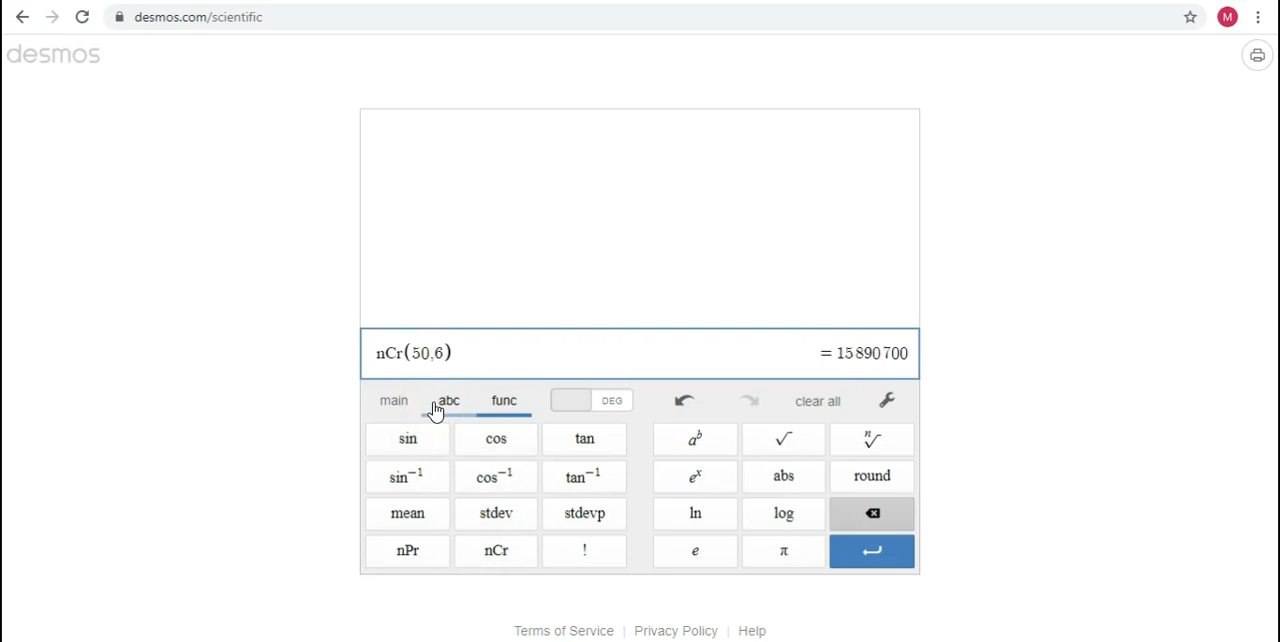 desmos.com/scientific
M
desmos
nCr(50,6) = 15890700
main abc func DEG clear all
sin cos tan a^b √ ⁿ√
sin⁻¹ cos⁻¹ tan⁻¹ eˣ abs round
mean stdev stdevp ln log
nPr nCr ! e π
Terms of Service | Privacy Policy | Help